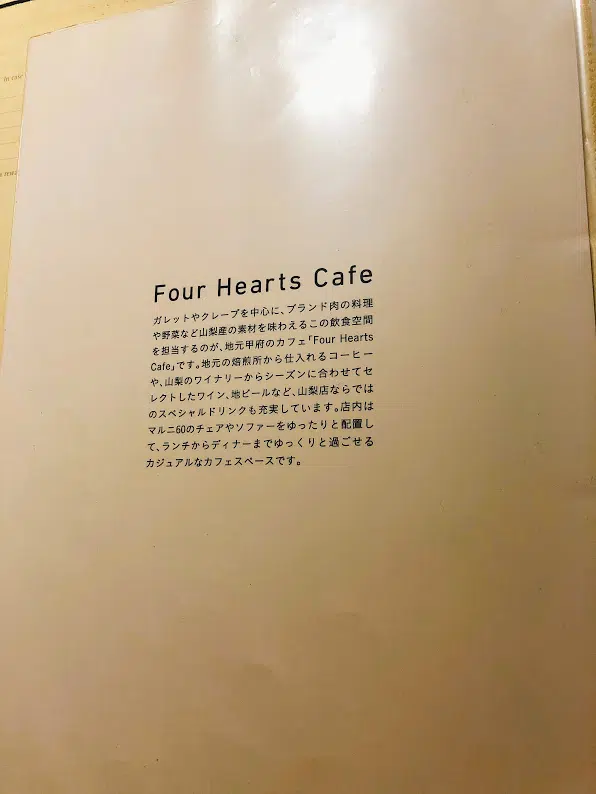 Four Hearts Cafe
ガレットやクレープを中心に、ブランド肉の料理
や野菜など山梨産の素材を味わえるこの飲食空間
を担当するのが、地元甲府のカフェ「Four Hearts
Cafe」です。地元の焙煎所から仕入れるコーヒー
や、山梨のワイナリーからシーズンに合わせてセ
レクトしたワイン、地ビールなど、山梨店ならでは
のスペシャルドリンクも充実しています。店内は
マルニ60のチェアやソファーをゆったりと配置し
て、ランチからディナーまでゆっくりと過ごせる
カジュアルなカフェスペースです。